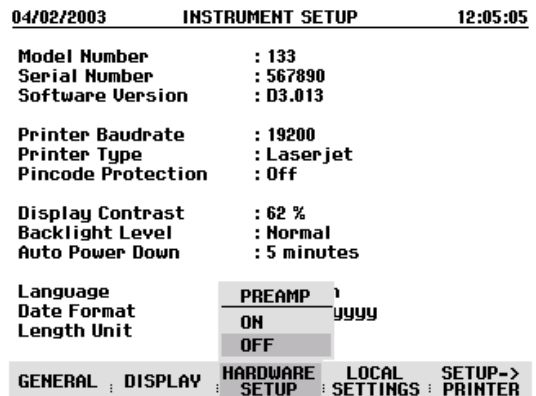 04/02/2003 INSTRUMENT SETUP 12:05:05
Model Number : 133
Serial Number : 567890
Software Version : D3.013
Printer Baudrate : 19200
Printer Type : Laserjet
Pincode Protection : Off
Display Contrast : 62 %
Backlight Level : Normal
Auto Power Down : 5 minutes
Language
Date Format yyyy
Length Unit
PREAMP
ON
OFF
GENERAL DISPLAY HARDWARE SETUP LOCAL SETTINGS SETUP-> PRINTER